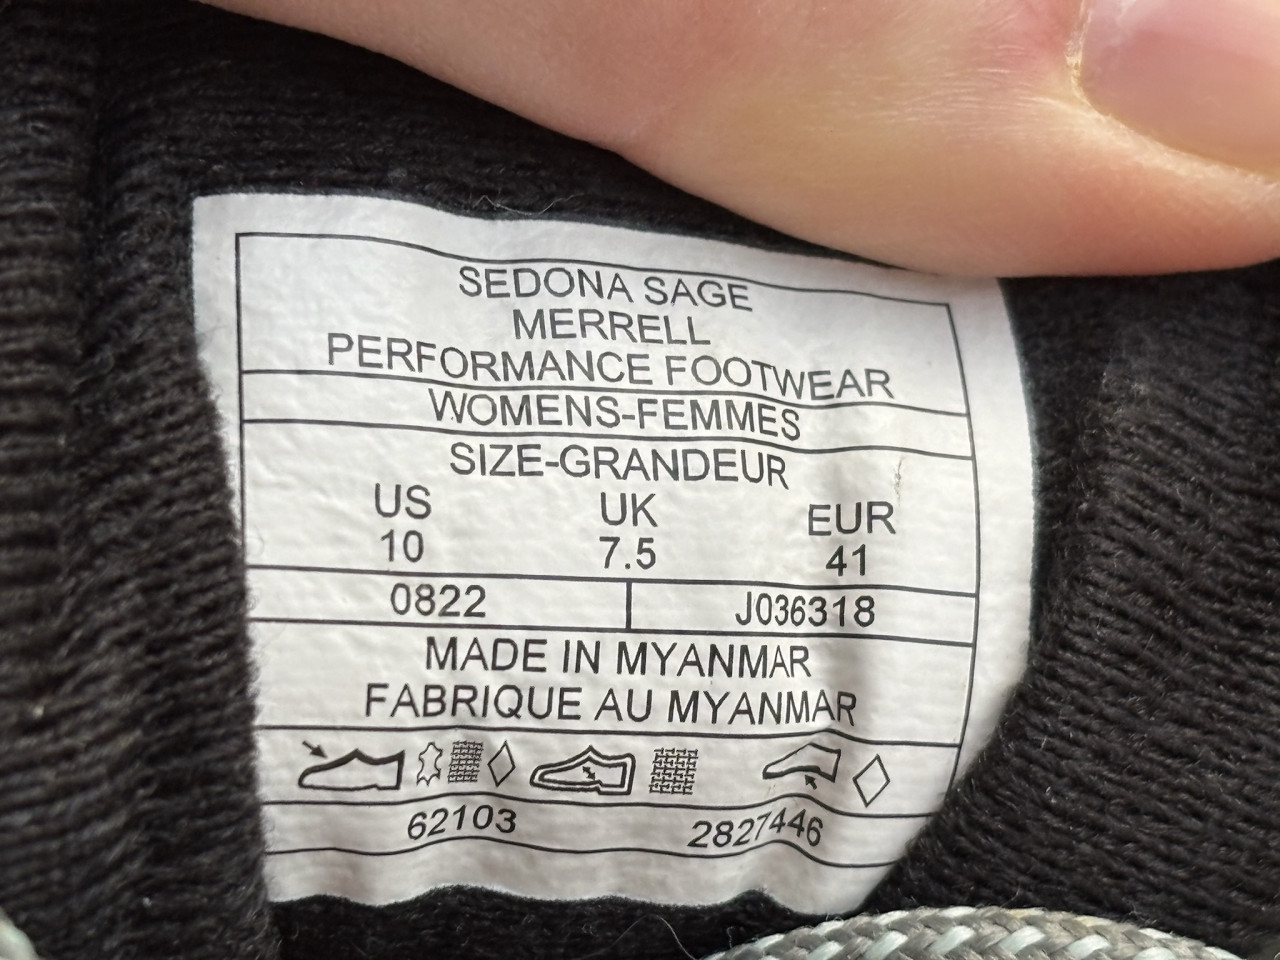 SEDONA SAGE
MERRELL
PERFORMANCE FOOTWEAR
WOMENS-FEMMES
SIZE-GRANDEUR
US UK EUR
10 7.5 41
0822 J036318
MADE IN MYANMAR
FABRIQUE AU MYANMAR
62103 2827446